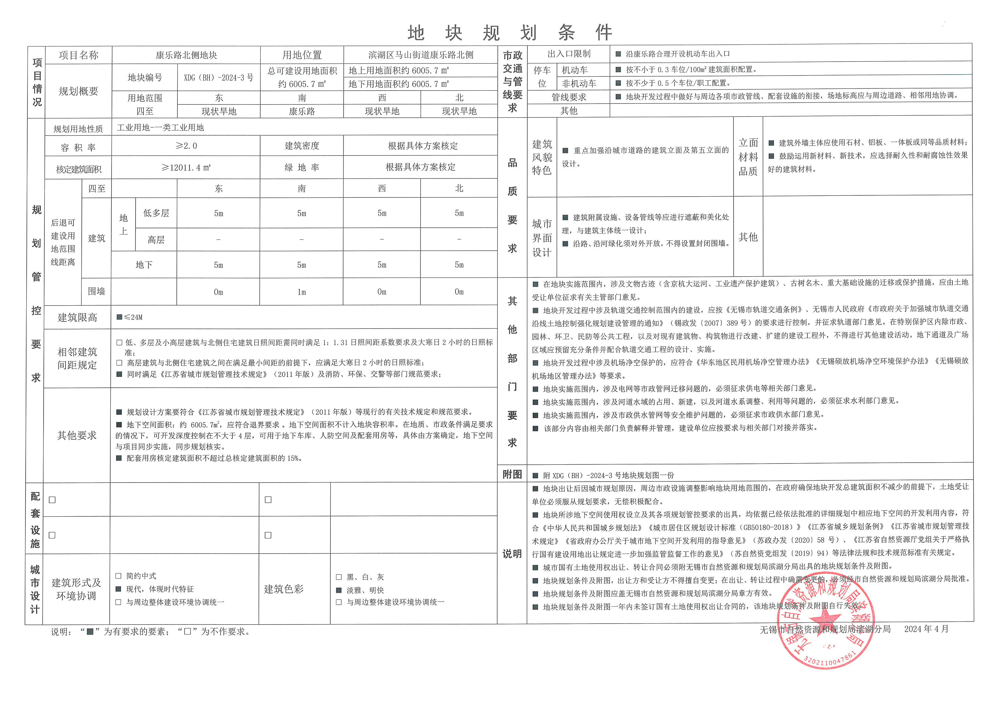 地 块 规 划 条 件
项目情况
项目名称
康乐路北侧地块
用地位置
滨湖区马山街道康乐路北侧
规划概要
地块编号
XDG（BH）-2024-3 号
总可建设用地面积
约 6005.7 ㎡
地上用地面积约 6005.7 ㎡
地下用地面积约 6005.7 ㎡
用地范围
四至
东
南
西
北
现状旱地
康乐路
现状旱地
现状旱地
规划管控要求
规划用地性质
工业用地-一类工业用地
容 积 率
≥2.0
建筑密度
根据具体方案核定
核定建筑面积
≥12011.4 ㎡
绿 地 率
根据具体方案核定
后退可
建设用
地范围
线距离
四至
东
南
西
北
建筑
地上
低多层
5m
5m
5m
5m
高层
-
-
-
-
地下
5m
5m
5m
5m
围墙
0m
1m
0m
0m
建筑限高
■≤24M
相邻建筑
间距规定
□ 低、多层及小高层建筑与北侧住宅建筑日照间距需同时满足 1: 1.31 日照间距系数要求及大寒日 2 小时的日照标
准；
□ 高层建筑与北侧住宅建筑之间在满足最小间距的前提下，应满足大寒日 2 小时的日照标准；
■ 同时满足《江苏省城市规划管理技术规定》（2011 年版）及消防、环保、交警等部门规范要求；
其他要求
■ 规划设计方案要符合《江苏省城市规划管理技术规定》（2011 年版）等现行的有关技术规定和规范要求。
■ 地下空间面积：约 6005.7㎡，应符合退界要求 。地下空间面积不计入地块容积率。在地质、市政条件满足要求
的情况下，可开发深度控制在不大于 4 层，可用于地下车库、人防空间及配套用房等，具体由方案确定，地下空间
与项目同步实施，同步规划核实。
■ 配套用房核定建筑面积不超过总核定建筑面积的 15%。
配套设施
□
□
□
□
城市设计
建筑形式及
环境协调
□ 简约中式
■ 现代，体现时代特征
□ 与周边整体建设环境协调统一
建筑色彩
□ 黑、白、灰
■ 淡雅、明快
□ 与周边整体建设环境协调统一
市政
交通
与管
线要
求
出入口限制
■ 沿康乐路合理开设机动车出入口
停车
位
机动车
■ 按不小于 0.3 车位/100㎡建筑面积配置。
非机动车
■ 按不少于 0.5 个车位/职工配置。
管线要求
■ 地块开发过程中做好与周边各项市政管线、配套设施的衔接，场地标高应与周边道路、相邻用地协调。
其他
品质要求
建筑
风貌
特色
■ 重点加强沿城市道路的建筑立面及第五立面的
设计。
立面
材料
品质
■ 建筑外墙主体应使用石材、铝板、一体板或同等品质材料；
■ 鼓励运用新材料、新技术，应选择耐久性和耐腐蚀性效果
好的建筑材料。
城市
界面
设计
■ 建筑附属设施、设备管线等应进行遮蔽和美化处
理，与建筑主体统一设计；
■ 沿路、沿河绿化须对外开放，不得设置封闭围墙。
其他
其他部门要求
■ 在地块实施范围内，涉及文物古迹（含京杭大运河、工业遗产保护建筑）、古树名木、重大基础设施的迁移或保护措施，应由土地
受让单位征求有关主管部门意见。
■ 地块开发过程中涉及轨道交通控制范围内的建设，应按《无锡市轨道交通条例》、无锡市人民政府《市政府关于加强城市轨道交通
沿线土地控制强化规划建设管理的通知》（锡政发〔2007〕389 号）的要求进行控制，并征求轨道部门意见。在特别保护区内除市政、
园林、环卫、民防等公共工程，以及对现有建筑物、构筑物进行改建、扩建的建设工程外，不得进行其他建设活动。地下通道及广场
区域应预留充分条件并配合轨道交通工程的设计、实施。
■ 地块开发过程中涉及机场净空保护的，应符合《华东地区民用机场净空管理办法》《无锡硕放机场净空环境保护办法》《无锡硕放
机场地区管理办法》等要求。
■ 地块实施范围内，涉及电网等市政管网迁移问题的，必须征求供电等相关部门意见。
■ 地块实施范围内，涉及河道水域的占用、新建，以及河道水系调整、利用等问题的，必须征求水利部门意见。
■ 地块实施范围内，涉及市政供水管网等安全维护问题的，必须征求市政供水部门意见。
■ 该部分内容由相关部门负责解释并管理，建设单位应按要求与相关部门对接并落实。
附图
■ 附 XDG（BH）-2024-3 号地块规划图一份
说明
■ 地块出让后因城市规划原因，周边市政设施调整影响地块用地范围的，在政府确保地块开发总建筑面积不减少的前提下，土地受让
单位必须服从规划要求，无偿积极配合。
■ 地块所涉地下空间使用权设立及其各项规划管控要求的出具，均依据已经依法批准的详细规划中相应地下空间的开发利用内容，符
合《中华人民共和国城乡规划法》《城市居住区规划设计标准（GB50180-2018）》《江苏省城乡规划条例》《江苏省城市规划管理技
术规定》《省政府办公厅关于城市地下空间开发利用的指导意见》（苏政办发〔2020〕58 号）、《江苏省自然资源厅党组关于严格执
行国有建设用地出让规定进一步加强监管监督工作的意见》（苏自然资党组发〔2019〕94）等法律法规和技术规范标准有关规定。
■ 城市国有土地使用权出让、转让合同必须附无锡市自然资源和规划局滨湖分局出具的地块规划条件及附图。
■ 地块规划条件及附图，出让方和受让方不得擅自变更；在出让、转让过程中确需变更的，必须经市自然资源和规划局滨湖分局批准。
■ 地块规划条件及附图应盖无锡市自然资源和规划局滨湖分局章方有效。
■ 地块规划条件及附图一年内未签订国有土地使用权出让合同的，该地块规划条件及附图自行失效。
说明：“■”为有要求的要素；“□”为不作要求。
无锡市自然资源和规划局滨湖分局 2024 年 4 月
无锡市自然资源和规划局滨湖分局
3202110047861